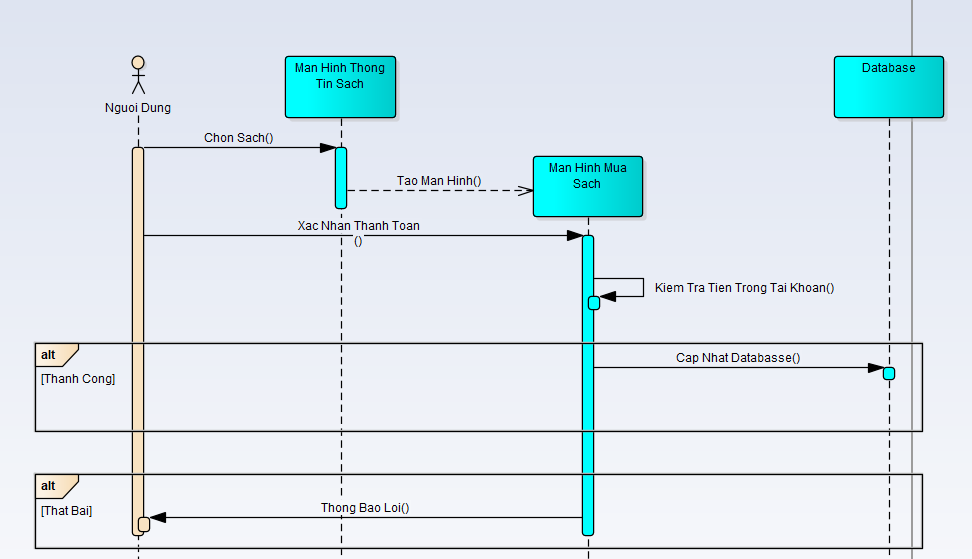 Man Hinh Thong
Tin Sach
Database
Nguoi Dung
Chon Sach()
Man Hinh Mua
Sach
Tao Man Hinh()
Xac Nhan Thanh Toan
()
Kiem Tra Tien Trong Tai Khoan()
alt
[Thanh Cong]
Cap Nhat Databasse()
alt
[That Bai]
Thong Bao Loi()